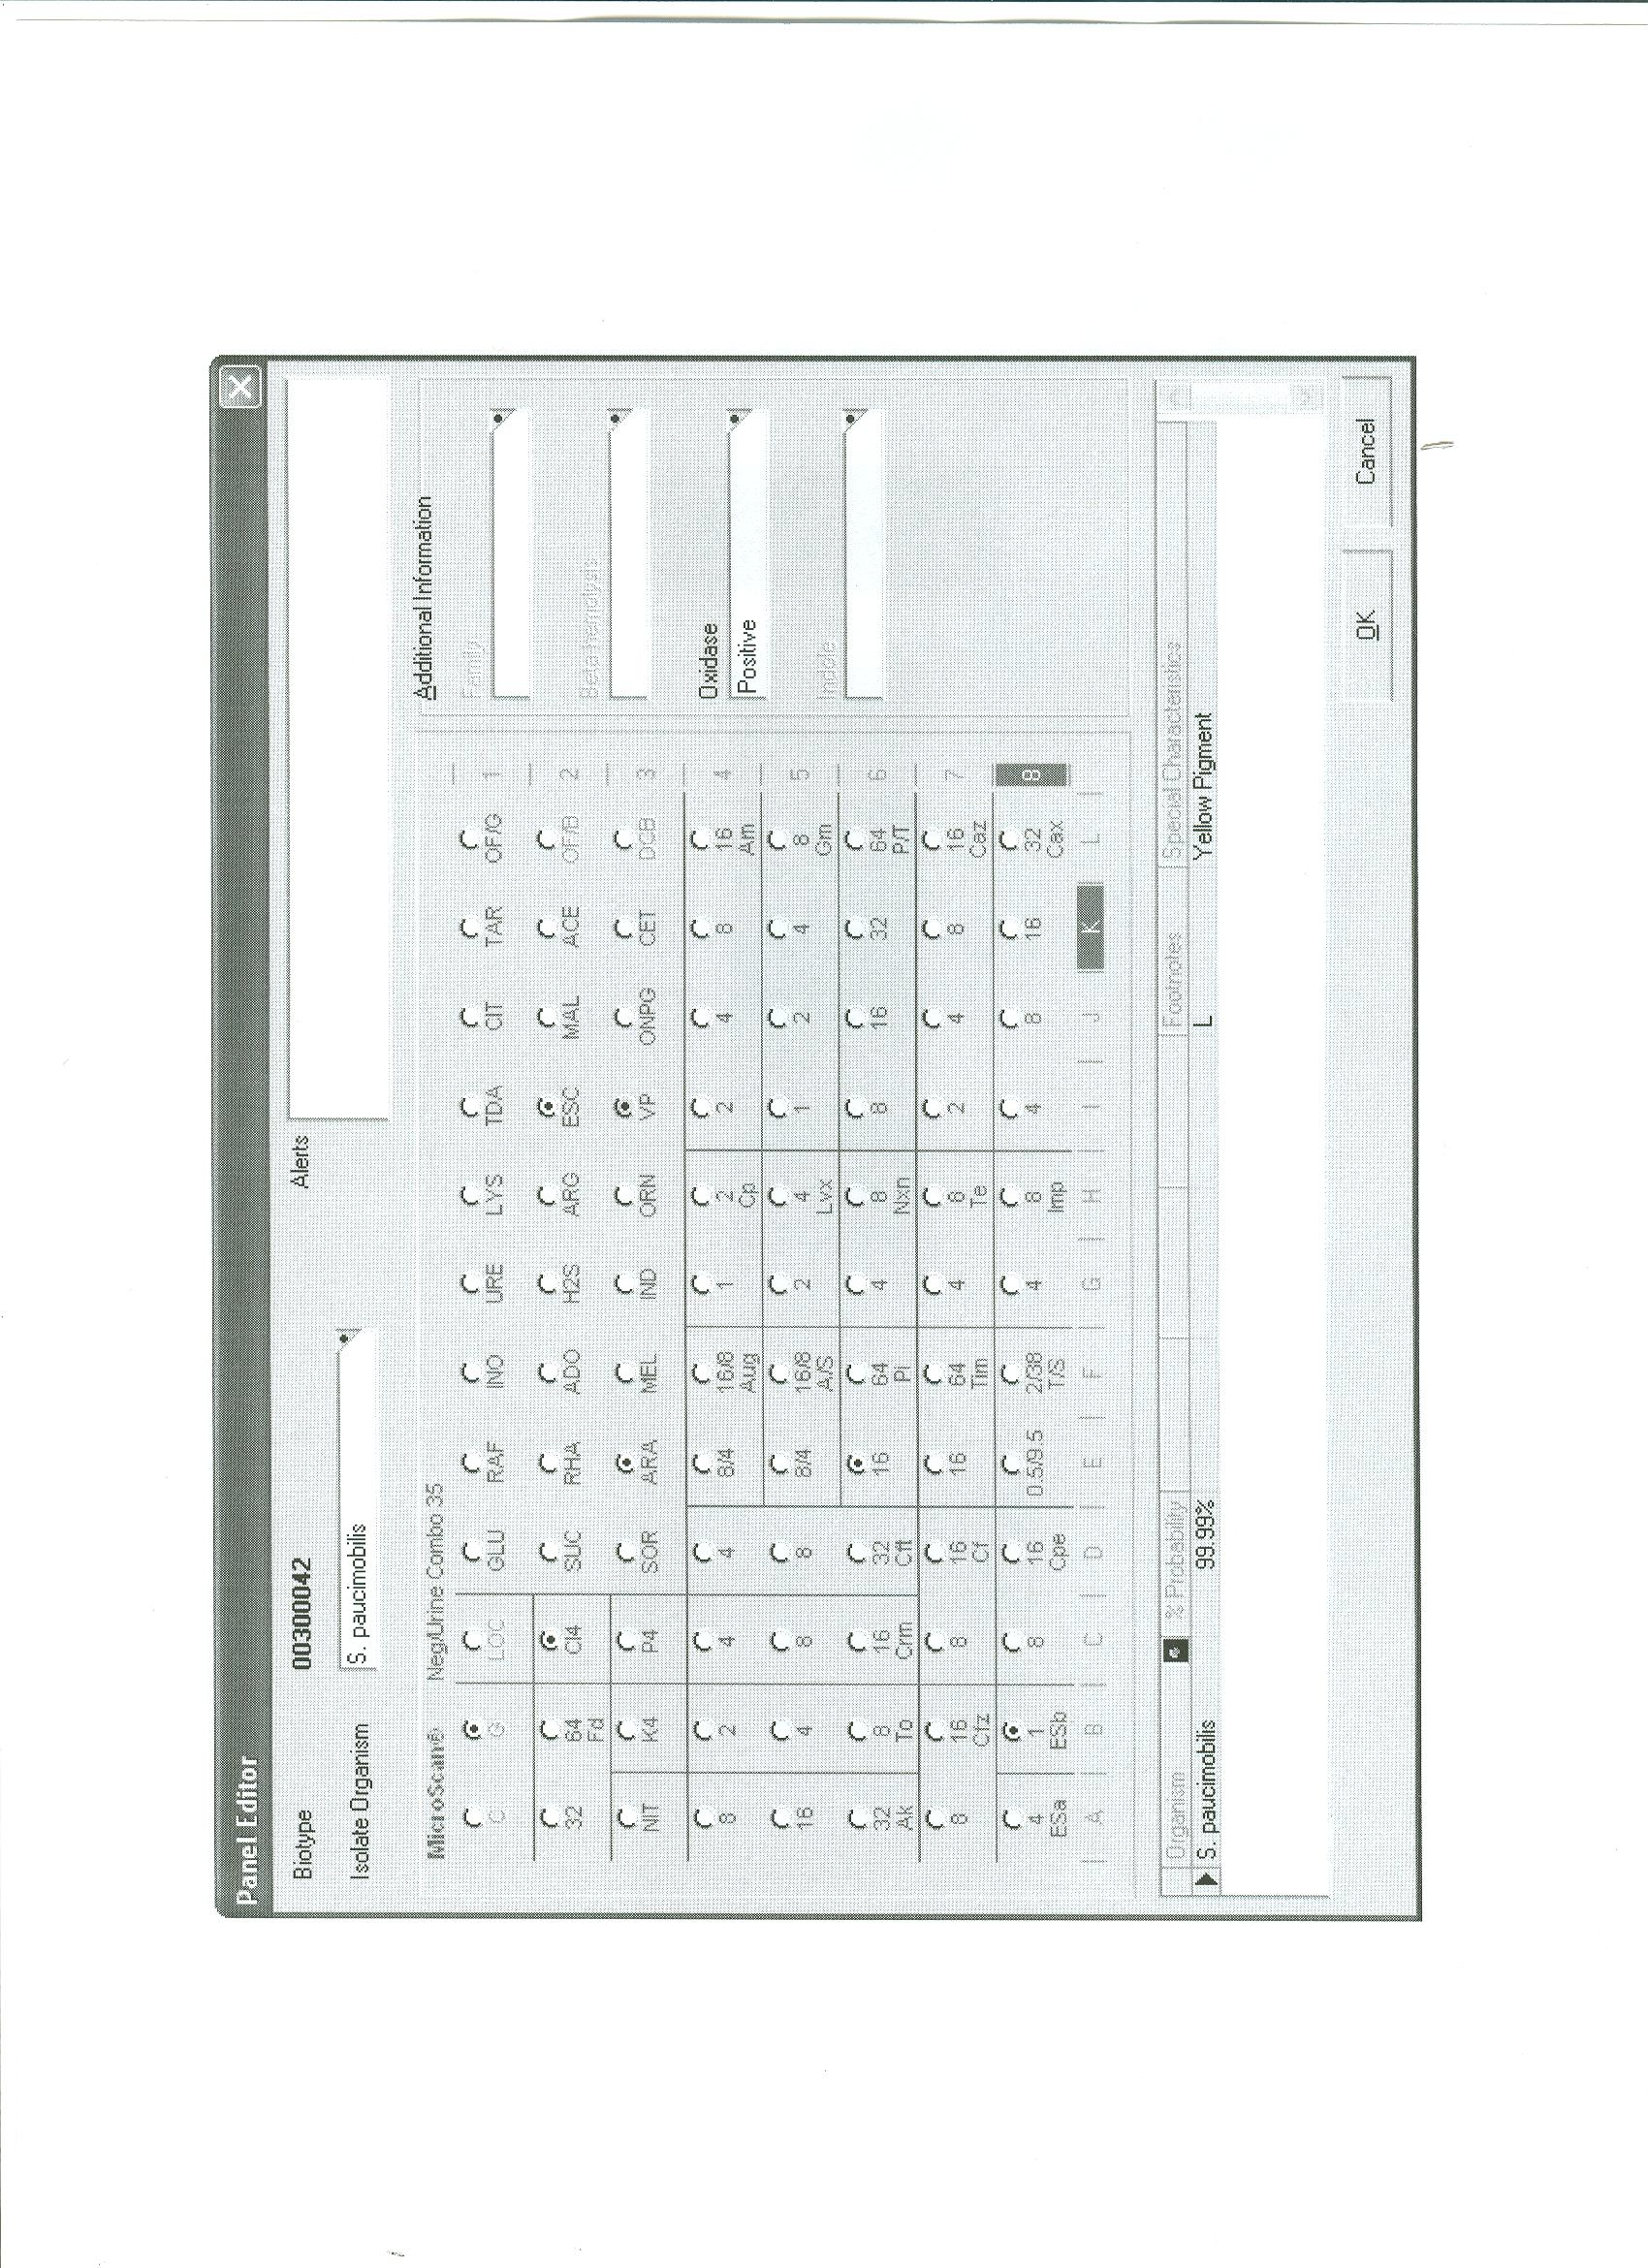 Panel Editor
Biotype 00300042 Alerts
Isolate Organism S. paucimobilis
MicroScan® Neg/Urine Combo 35
Additional Information
C G LOC GLU RAF INO URE LYS TDA CIT TAR OF/G 1
32 64 Cl4 SUC RHA ADO H2S ARG ESC MAL ACE OF/B 2
Fd
NIT K4 P4 SOR ARA MEL IND ORN VP ONPG CET DCB 3
8 2 4 4 8/4 16/8 1 2 2 4 8 16 4
Aug Cp Am
16 4 8 8 8/4 16/8 2 4 1 2 4 8 5
A/S Lvx Gm
32 8 16 32 16 64 4 8 8 16 32 64 6
Ak To Crm Cft Pi Nxn P/T
8 16 8 16 16 64 4 8 2 4 8 16 7
Cfz Cf Tim Te Caz
4 1 8 16 0.5/9.5 2/38 4 8 4 8 16 32 8
ESa ESb Cpe T/S Imp Cax
A B C D E F G H I J K L
Family
Beta-hemolysis
Oxidase
Positive
Indole
Organism % Probability Footnotes Special Characteristics
S. paucimobilis 99.99% L Yellow Pigment
OK Cancel